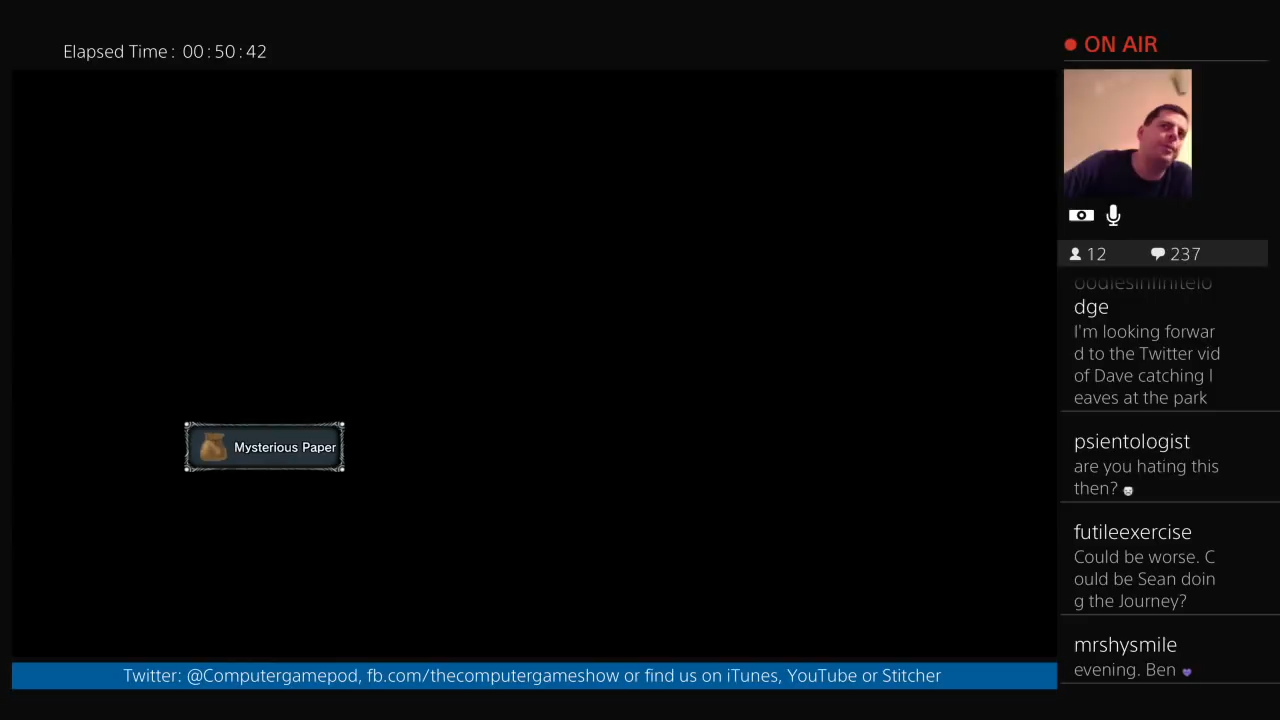 Elapsed Time: 00:50:42
ON AIR
12
237
dge
I'm looking forwar
d to the Twitter vid
of Dave catching l
eaves at the park
psientologist
are you hating this
then?
futileexercise
Could be worse. C
ould be Sean doin
g the Journey?
mrshysmile
evening. Ben
Mysterious Paper
Twitter: @Computergamepod, fb.com/thecomputergameshow or find us on iTunes, YouTube or Stitcher